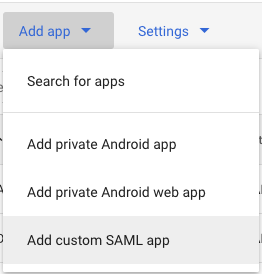 Add app
Settings
Search for apps
Add private Android app
Add private Android web app
Add custom SAML app